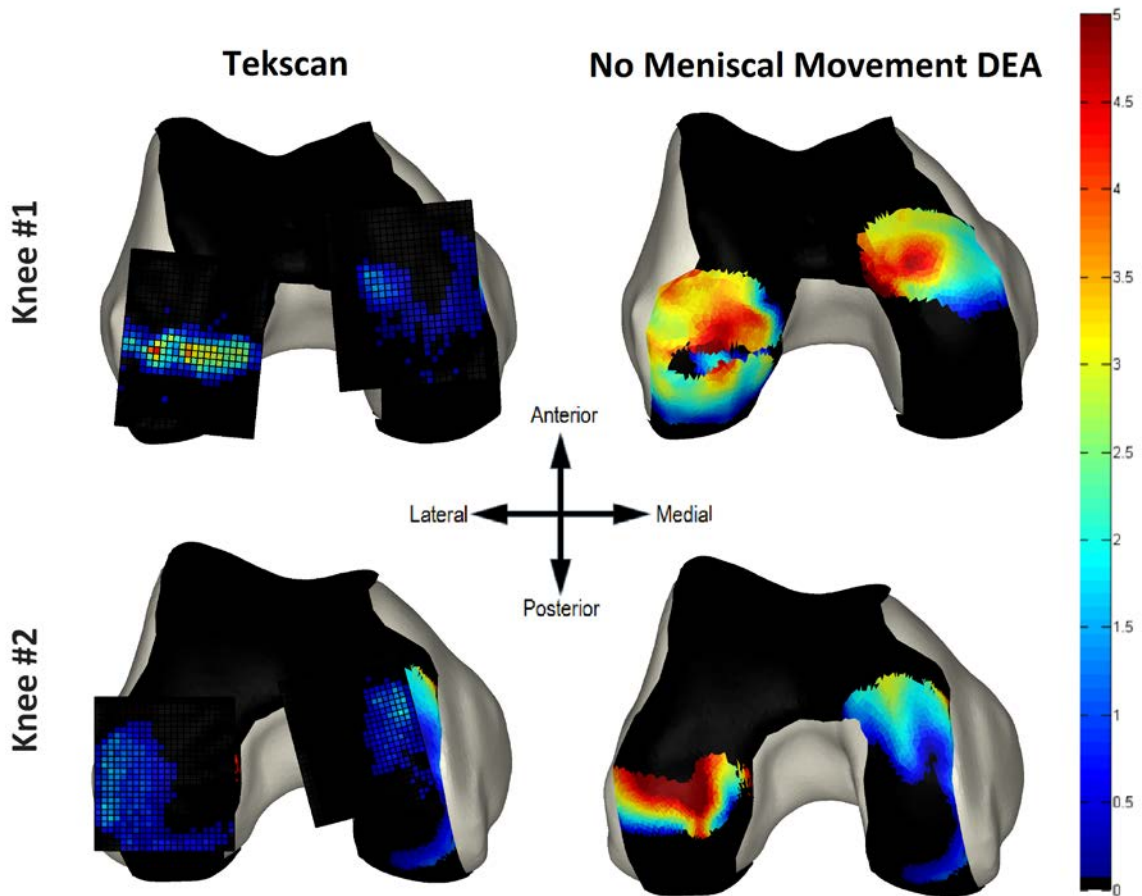 Tekscan
No Meniscal Movement DEA
Knee #1
Knee #2
Anterior
Lateral
Medial
Posterior
5
4.5
4
3.5
3
2.5
2
1.5
1
0.5
0